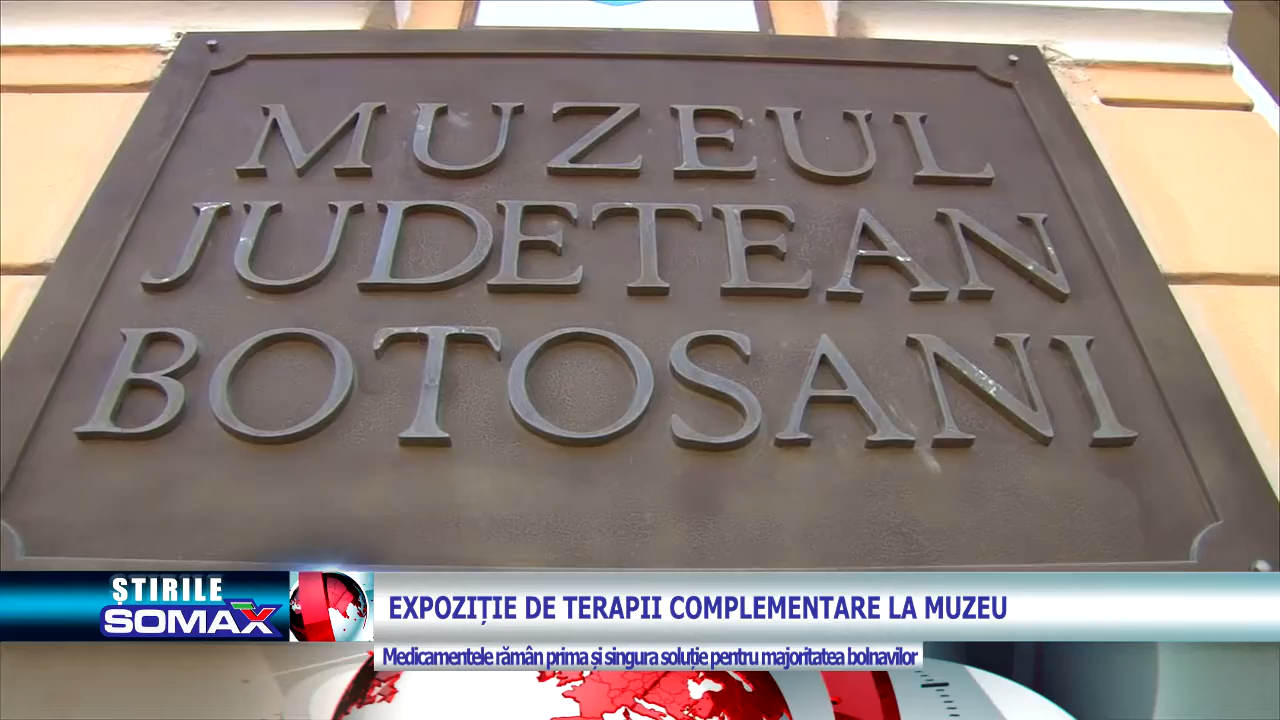 MUZEUL
JUDETEAN
BOTOSANI
ȘTIRILE
SOMAX
EXPOZIȚIE DE TERAPII COMPLEMENTARE LA MUZEU
Medicamentele rămân prima și singura soluție pentru majoritatea bolnavilor